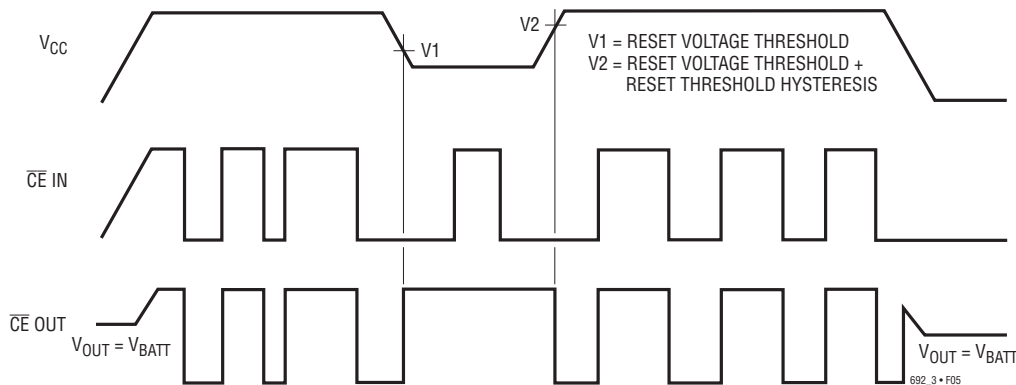 V2
V1 = RESET VOLTAGE THRESHOLD
V2 = RESET VOLTAGE THRESHOLD +
RESET THRESHOLD HYSTERESIS
VCC
V1
CE IN
CE OUT
VOUT = VBATT
VOUT = VBATT
692_3 • F05